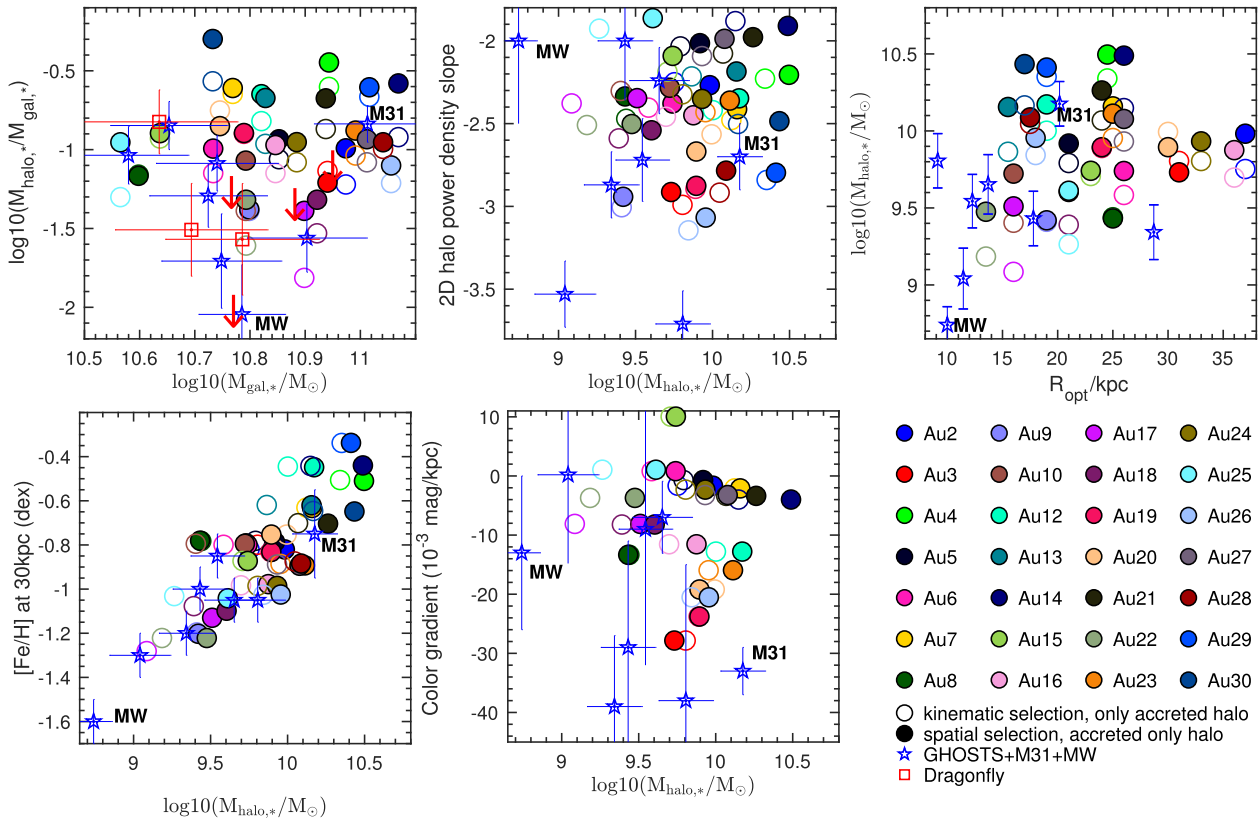 log10(M_halo,*/M_gal,*)
-0.5
-1
-1.5
-2
10.5 10.6 10.7 10.8 10.9 11
log10(M_gal,*/M_⊙)
M31
MW
2D halo power density slope
-2
-2.5
-3
-3.5
9 9.5 10 10.5
log10(M_halo,*/M_⊙)
MW
M31
log10(M_halo,*/M_⊙)
10.5
10
9.5
9
10 15 20 25 30 35
R_opt/kpc
M31
MW
[Fe/H] at 30kpc (dex)
-0.4
-0.6
-0.8
-1
-1.2
-1.4
-1.6
9 9.5 10 10.5
log10(M_halo,*/M_⊙)
M31
MW
Color gradient (10^-3 mag/kpc)
10
0
-10
-20
-30
-40
9 9.5 10 10.5
log10(M_halo,*/M_⊙)
MW
M31
Au2 Au9 Au17 Au24
Au3 Au10 Au18 Au25
Au4 Au12 Au19 Au26
Au5 Au13 Au20 Au27
Au6 Au14 Au21 Au28
Au7 Au15 Au22 Au29
Au8 Au16 Au23 Au30
kinematic selection, only accreted halo
spatial selection, accreted only halo
GHOSTS+M31+MW
Dragonfly